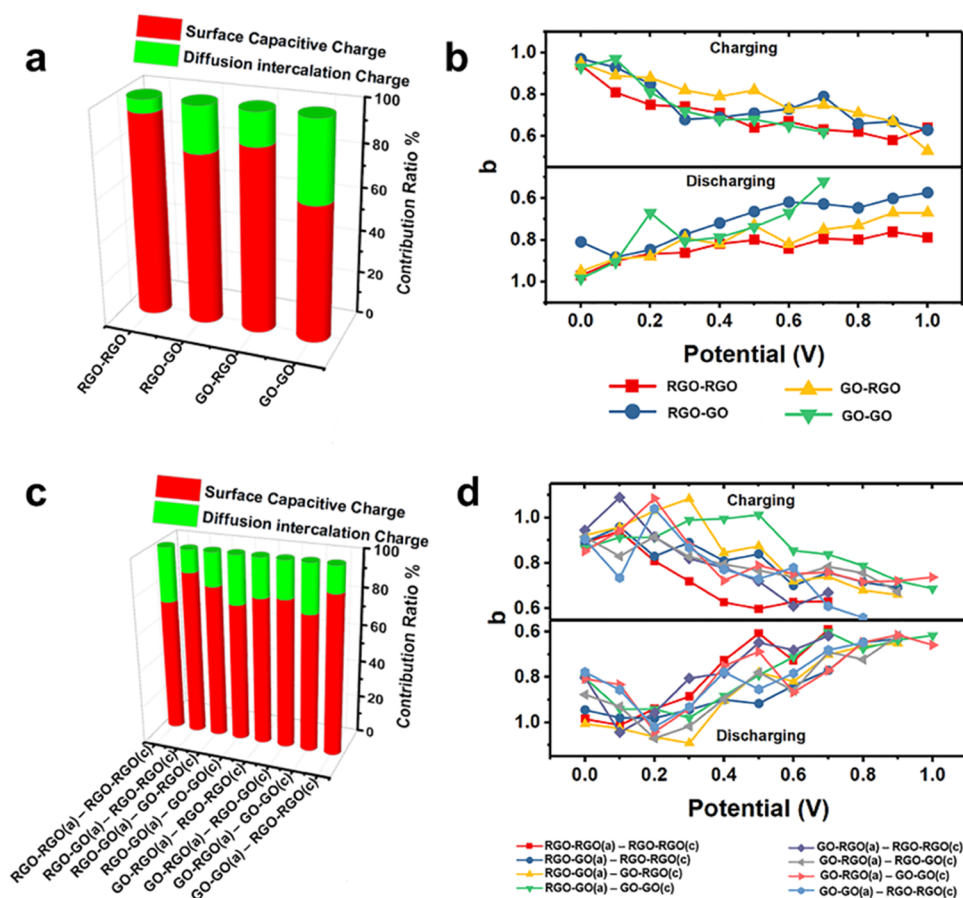 a
Surface Capacitive Charge
Diffusion intercalation Charge
100
80
60
40
20
0
Contribution Ratio %
RGO-RGO
RGO-GO
GO-RGO
GO-GO
b
Charging
1.0
0.8
0.6
b
Discharging
0.6
0.8
1.0
0.0 0.2 0.4 0.6 0.8 1.0
Potential (V)
RGO-RGO
GO-RGO
RGO-GO
GO-GO
c
Surface Capacitive Charge
Diffusion intercalation Charge
100
80
60
40
20
0
Contribution Ratio %
RGO-RGO(a) – RGO-RGO(c)
RGO-GO(a) – RGO-RGO(c)
RGO-GO(a) – GO-RGO(c)
RGO-GO(a) – GO-GO(c)
GO-RGO(a) – RGO-RGO(c)
GO-RGO(a) – RGO-GO(c)
GO-RGO(a) – GO-GO(c)
GO-GO(a) – RGO-RGO(c)
d
Charging
1.0
0.8
0.6
b
0.6
0.8
1.0
Discharging
0.0 0.2 0.4 0.6 0.8 1.0
Potential (V)
RGO-RGO(a) – RGO-RGO(c)
RGO-GO(a) – RGO-RGO(c)
RGO-GO(a) – GO-RGO(c)
RGO-GO(a) – GO-GO(c)
GO-RGO(a) – RGO-RGO(c)
GO-RGO(a) – RGO-GO(c)
GO-RGO(a) – GO-GO(c)
GO-GO(a) – RGO-RGO(c)